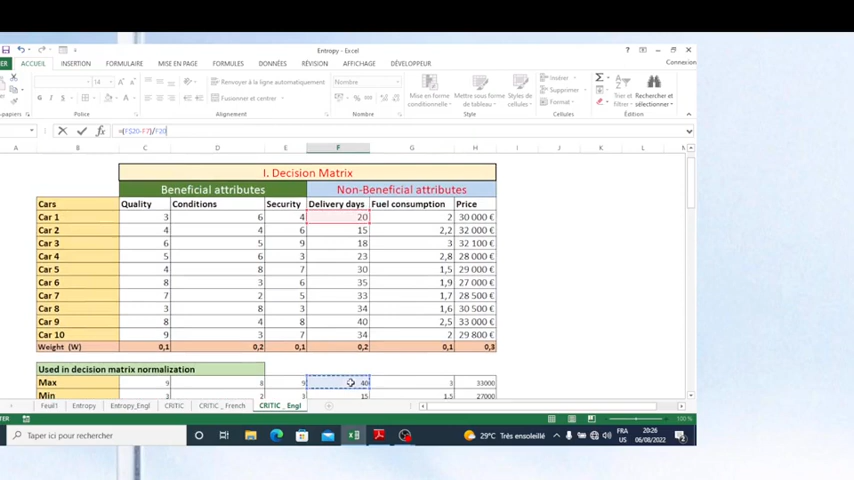 Entropy - Excel
Connexion
ACCUEIL INSERTION FORMULAIRE MISE EN PAGE FORMULES DONNÉES RÉVISION AFFICHAGE DÉVELOPPEUR
18 Renvoyer à la ligne automatiquement Nombre Insérer
G Fusionner et centrer Mise en forme conditionnelle Mettre sous forme de tableau Styles de cellules Supprimer Format Trier et filtrer Rechercher et sélectionner
Alignement Nombre Style Cellules Édition
=(F$20-F7)/F20
A B C D E F G H I J K L
I. Decision Matrix
Beneficial attributes Non-Beneficial attributes
Cars Quality Conditions Security Delivery days Fuel consumption Price
Car 1 3 6 4 20 2 30 000 €
Car 2 4 4 6 15 2,2 32 000 €
Car 3 6 5 9 18 3 32 100 €
Car 4 5 6 3 23 2,8 28 000 €
Car 5 4 8 7 30 1,5 29 000 €
Car 6 8 3 6 35 1,9 27 000 €
Car 7 7 2 5 33 1,7 28 500 €
Car 8 3 8 3 34 1,6 30 500 €
Car 9 8 4 8 40 2,5 33 000 €
Car 10 9 3 7 34 2 29 800 €
Weight (W) 0,1 0,2 0,1 0,2 0,1 0,3
Used in decision matrix normalization
Max 9 8 9 40 3 33000
Min 3 2 3 15 1,5 27000
Feuil1 Entropy Entropy_Engl CRITIC CRITIC _ French CRITIC _ Engl
100 %
Taper ici pour rechercher 29°C Très ensoleillé FRA 20:26
US 06/08/2022